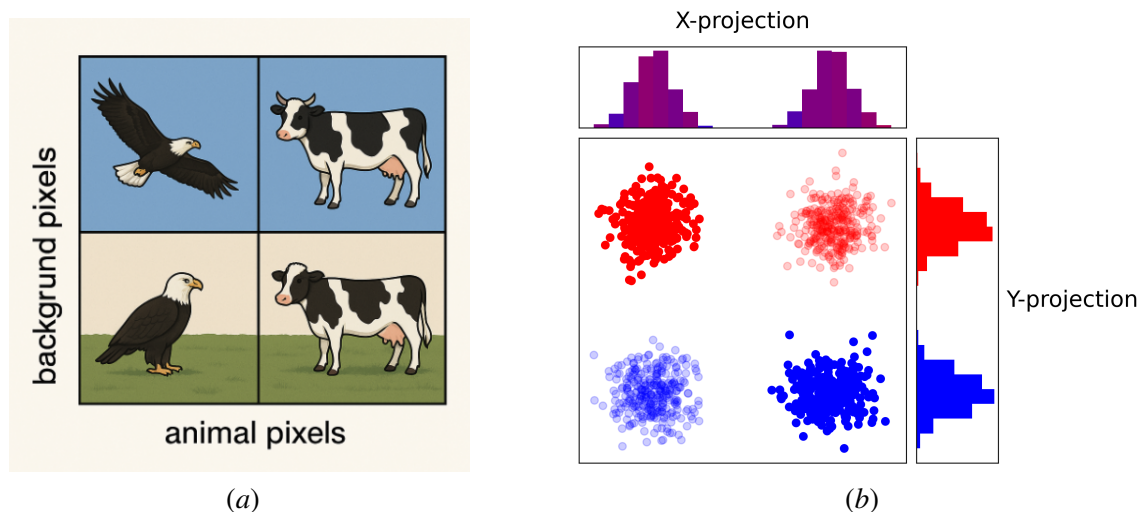 backgrund pixels
animal pixels
(a)
X-projection
Y-projection
(b)